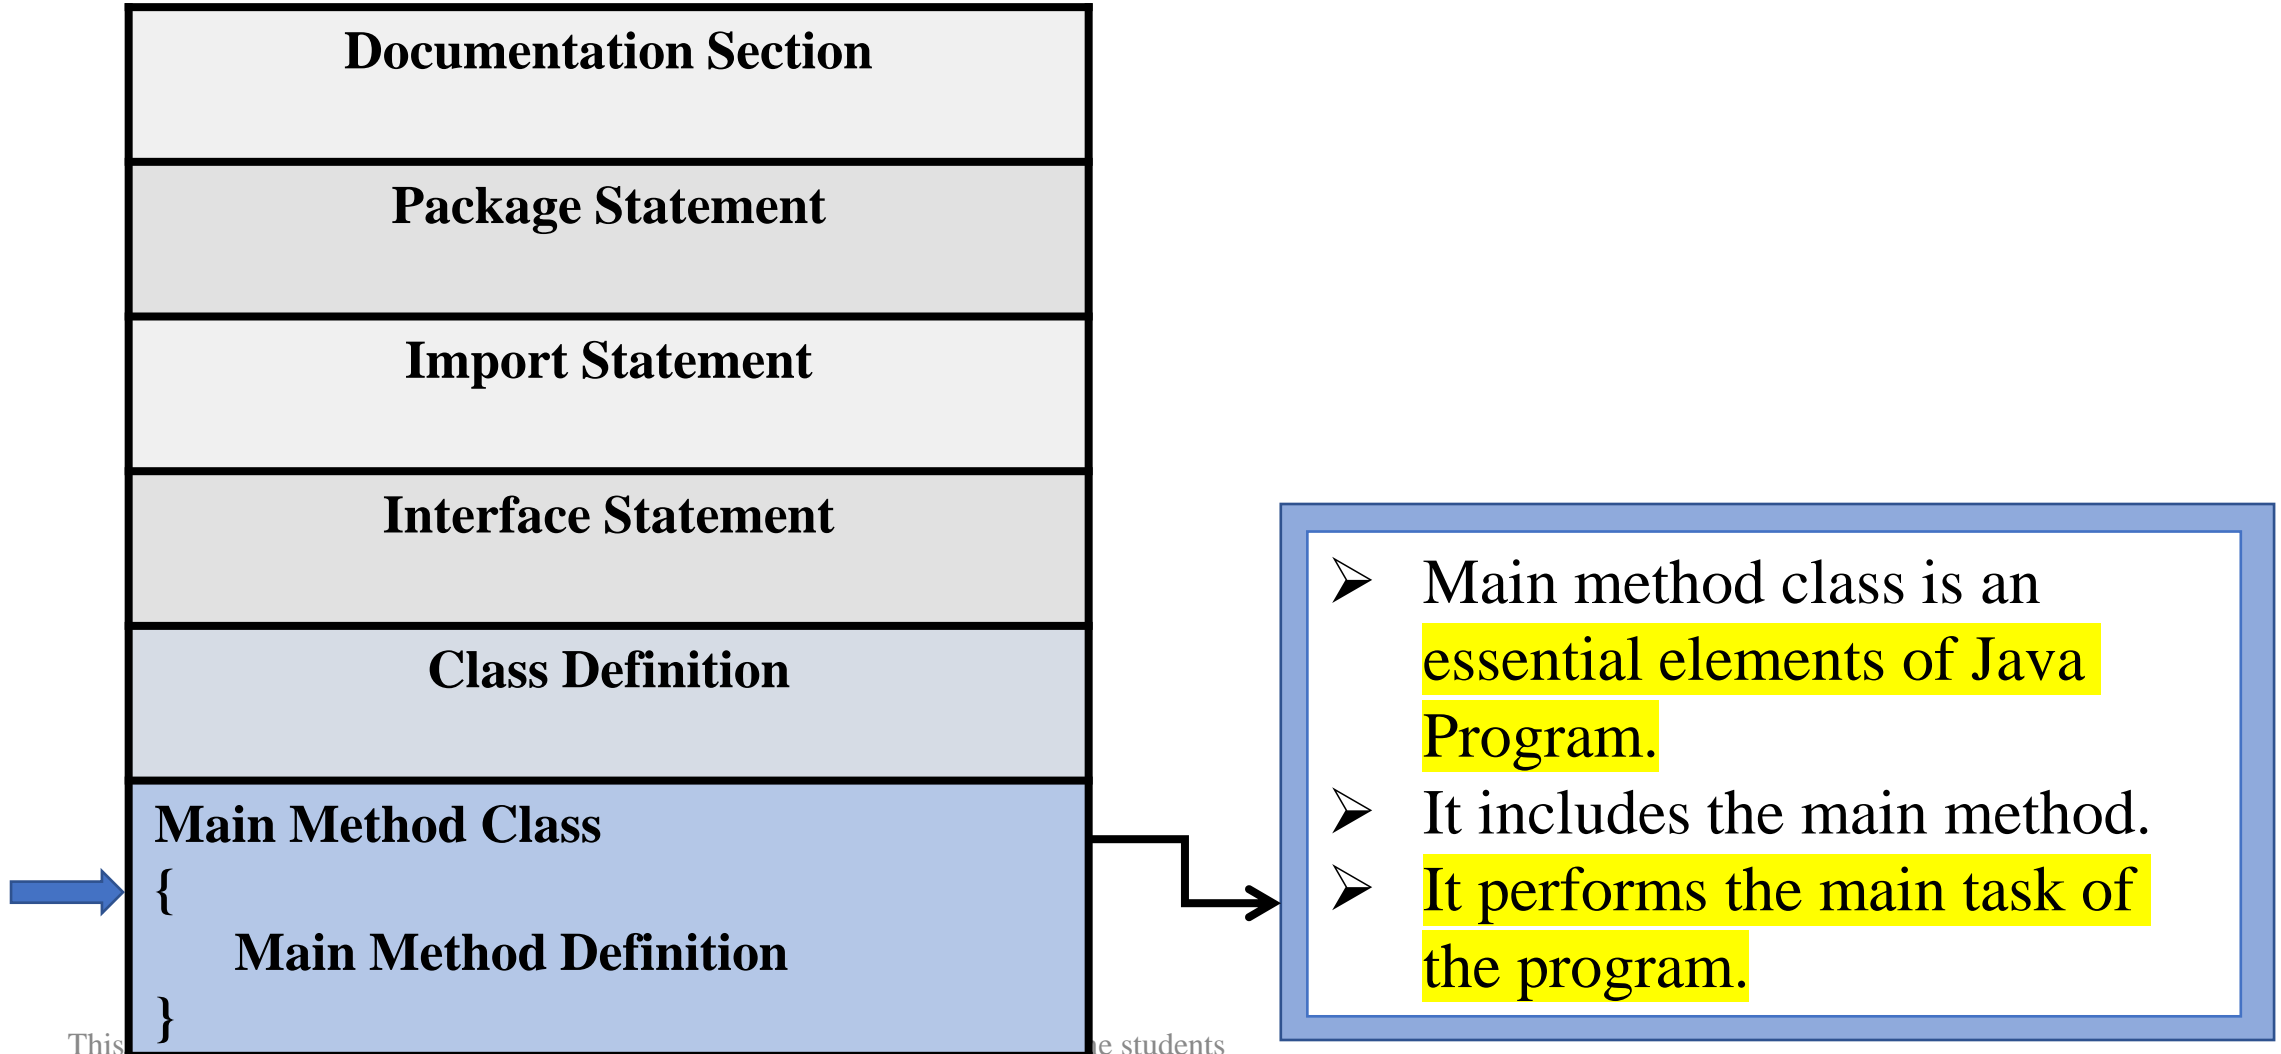 Documentation Section
Package Statement
Import Statement
Interface Statement
Class Definition
Main Method Class
{
Main Method Definition
}
Main method class is an
essential elements of Java
Program.
It includes the main method.
It performs the main task of
the program.
This students